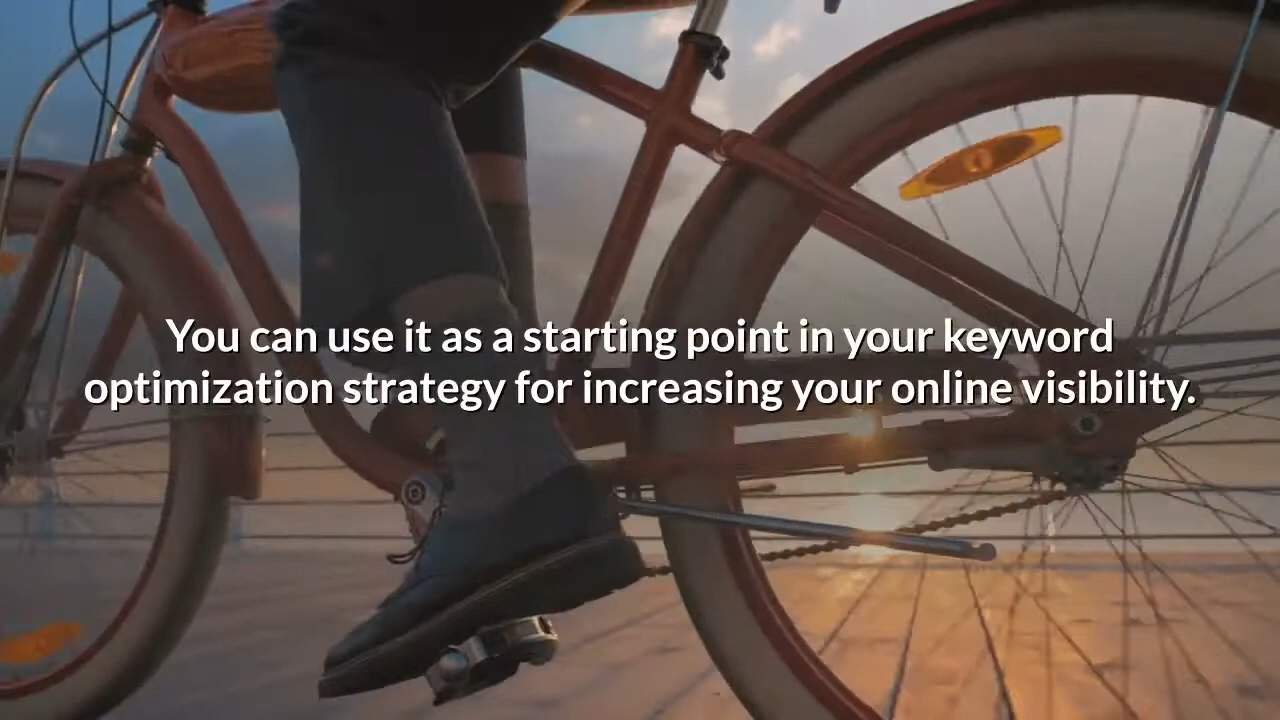 You can use it as a starting point in your keyword
optimization strategy for increasing your online visibility.